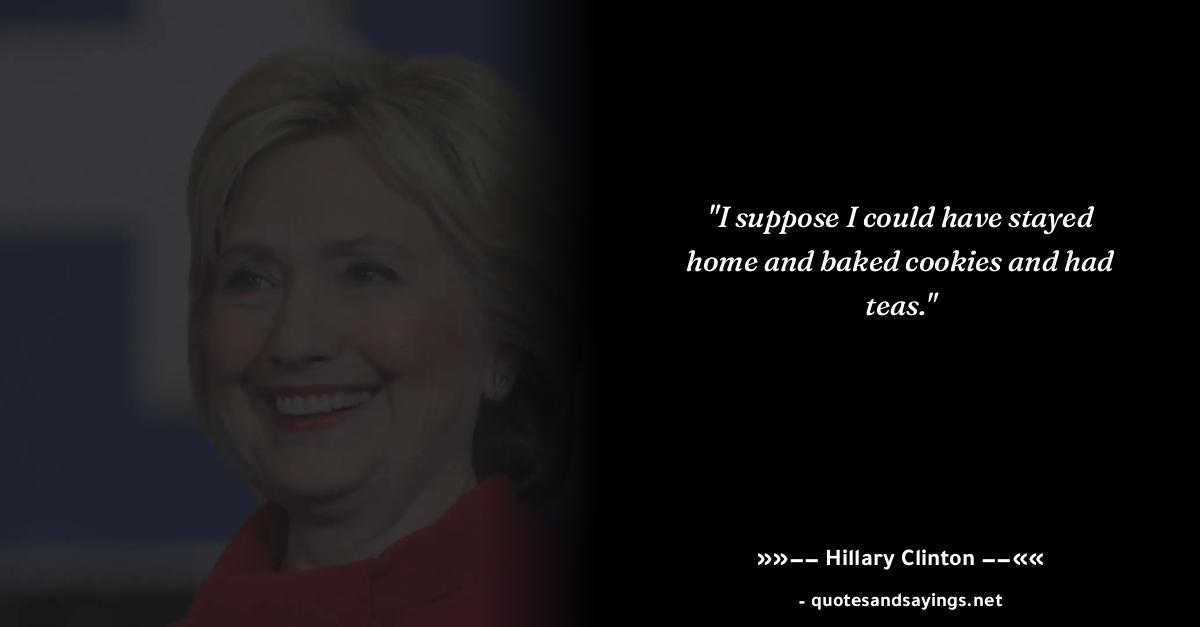 "I suppose I could have stayed
home and baked cookies and had
teas."
»»–– Hillary Clinton ––««
- quotesandsayings.net